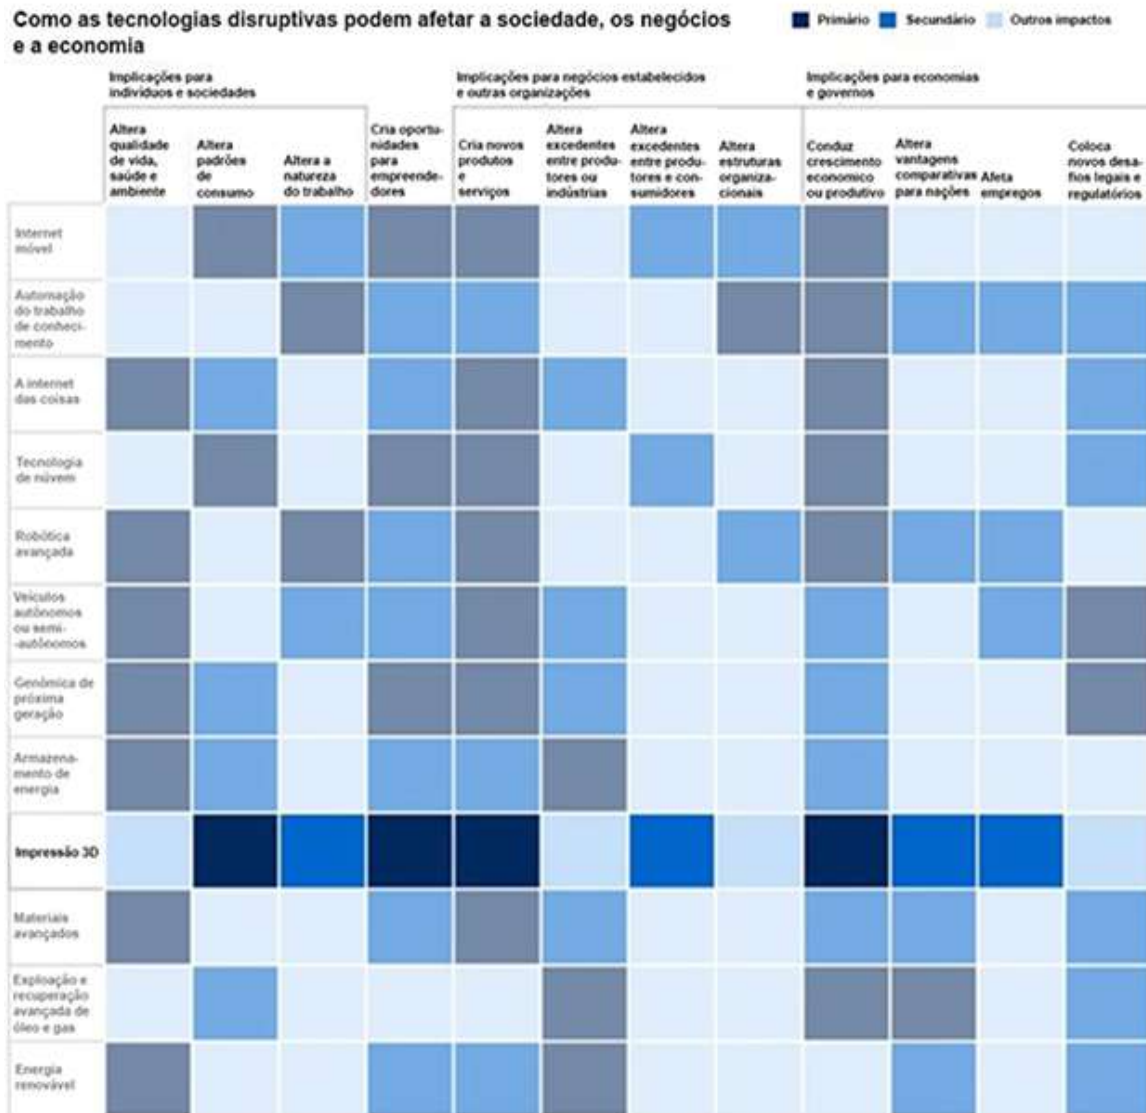 Como as tecnologias disruptivas podem afetar a sociedade, os negócios
e a economia
Primário
Secundário
Outros impactos
Implicações para
indivíduos e sociedades
Implicações para negócios estabelecidos
e outras organizações
Implicações para economias
e governos
Altera
qualidade
de vida,
saúde e
ambiente
Altera
padrões
de
consumo
Altera a
natureza
do trabalho
Cria oportu-
nidades
para
empreende-
dores
Cria novos
produtos
e
serviços
Altera
excedentes
entre produ-
tores ou
indústrias
Altera
excedentes
entre produ-
tores e con-
sumidores
Altera
estruturas
organiza-
cionais
Conduz
crescimento
economico
ou produtivo
Altera
vantagens
comparativas
para nações
Afeta
empregos
Coloca
novos desa-
fios legais e
regulatórios
Internet
móvel
Automação
do trabalho
de conheci-
mento
A internet
das coisas
Tecnologia
de núvem
Robótica
avançada
Veículos
autônomos
ou semi-
-autônomos
Genômica de
próxima
geração
Armazena-
mento de
energia
Impressão 3D
Materiais
avançados
Exploação e
recuperação
avançada de
óleo e gas
Energia
renovável